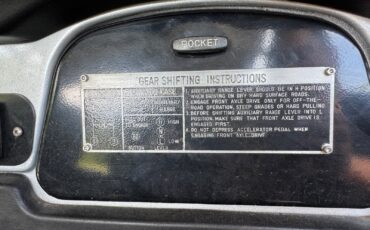 POCKET
GEAR SHIFTING INSTRUCTIONS
1. AUXILIARY RANGE LEVER SHOULD BE IN H POSITION
WHEN DRIVING ON DRY HARD SURFACE ROADS.
2. ENGAGE FRONT AXLE DRIVE ONLY FOR OFF-THE-
ROAD OPERATION, STEEP GRADES OR HARD PULLING
3. BEFORE SHIFTING AUXILIARY RANGE LEVER INTO L
POSITION, MAKE SURE THAT FRONT AXLE DRIVE IS
ENGAGED FIRST
4. DO NOT DEPRESS ACCELERATOR PEDAL WHEN
ENGAGING FRONT AXLE DRIVE
HIGH
N
L LOW
LEVER